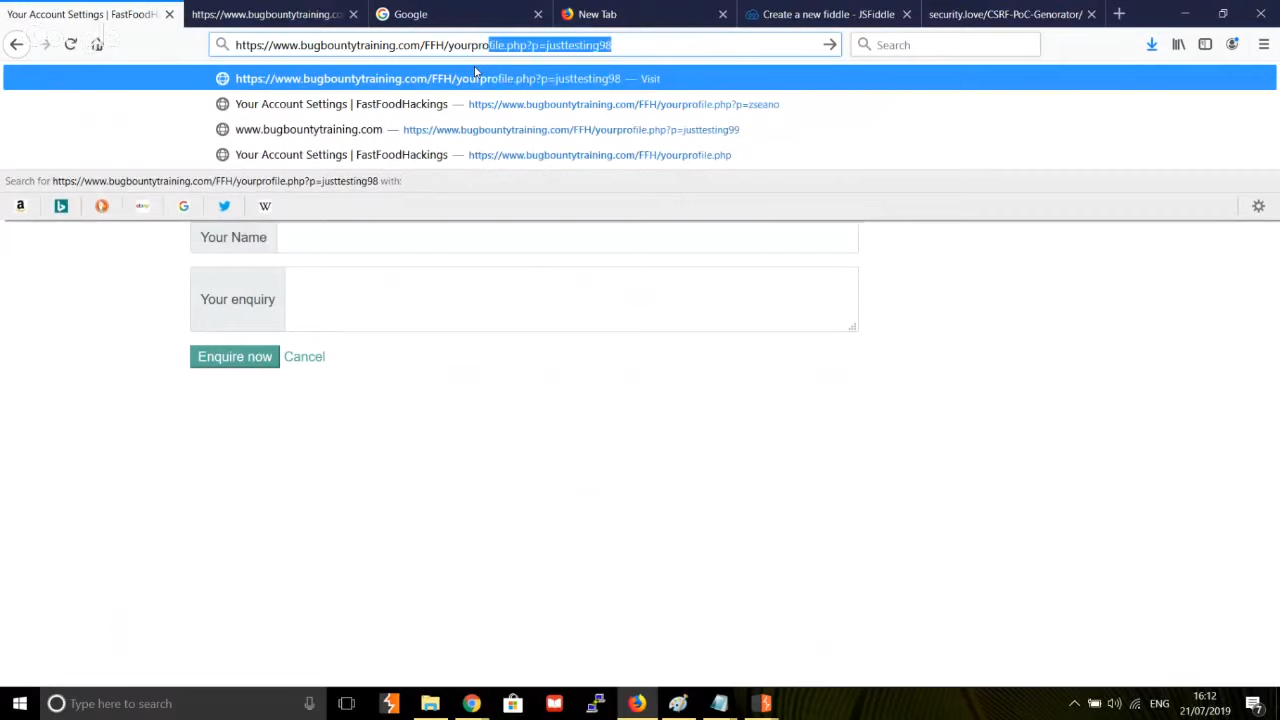 Your Account Settings | FastFoodH
https://www.bugbountytraining.co
Google
New Tab
Create a new fiddle - JSFiddle
security.love/CSRF-PoC-Genorator/
https://www.bugbountytraining.com/FFH/yourprofile.php?p=justtesting98
Search
https://www.bugbountytraining.com/FFH/yourprofile.php?p=justtesting98 — Visit
Your Account Settings | FastFoodHackings — https://www.bugbountytraining.com/FFH/yourprofile.php?p=zseano
www.bugbountytraining.com — https://www.bugbountytraining.com/FFH/yourprofile.php?p=justtesting99
Your Account Settings | FastFoodHackings — https://www.bugbountytraining.com/FFH/yourprofile.php
Search for https://www.bugbountytraining.com/FFH/yourprofile.php?p=justtesting98 with:
Your Name
Your enquiry
Enquire now Cancel
Type here to search
ENG
16:12
21/07/2019
7